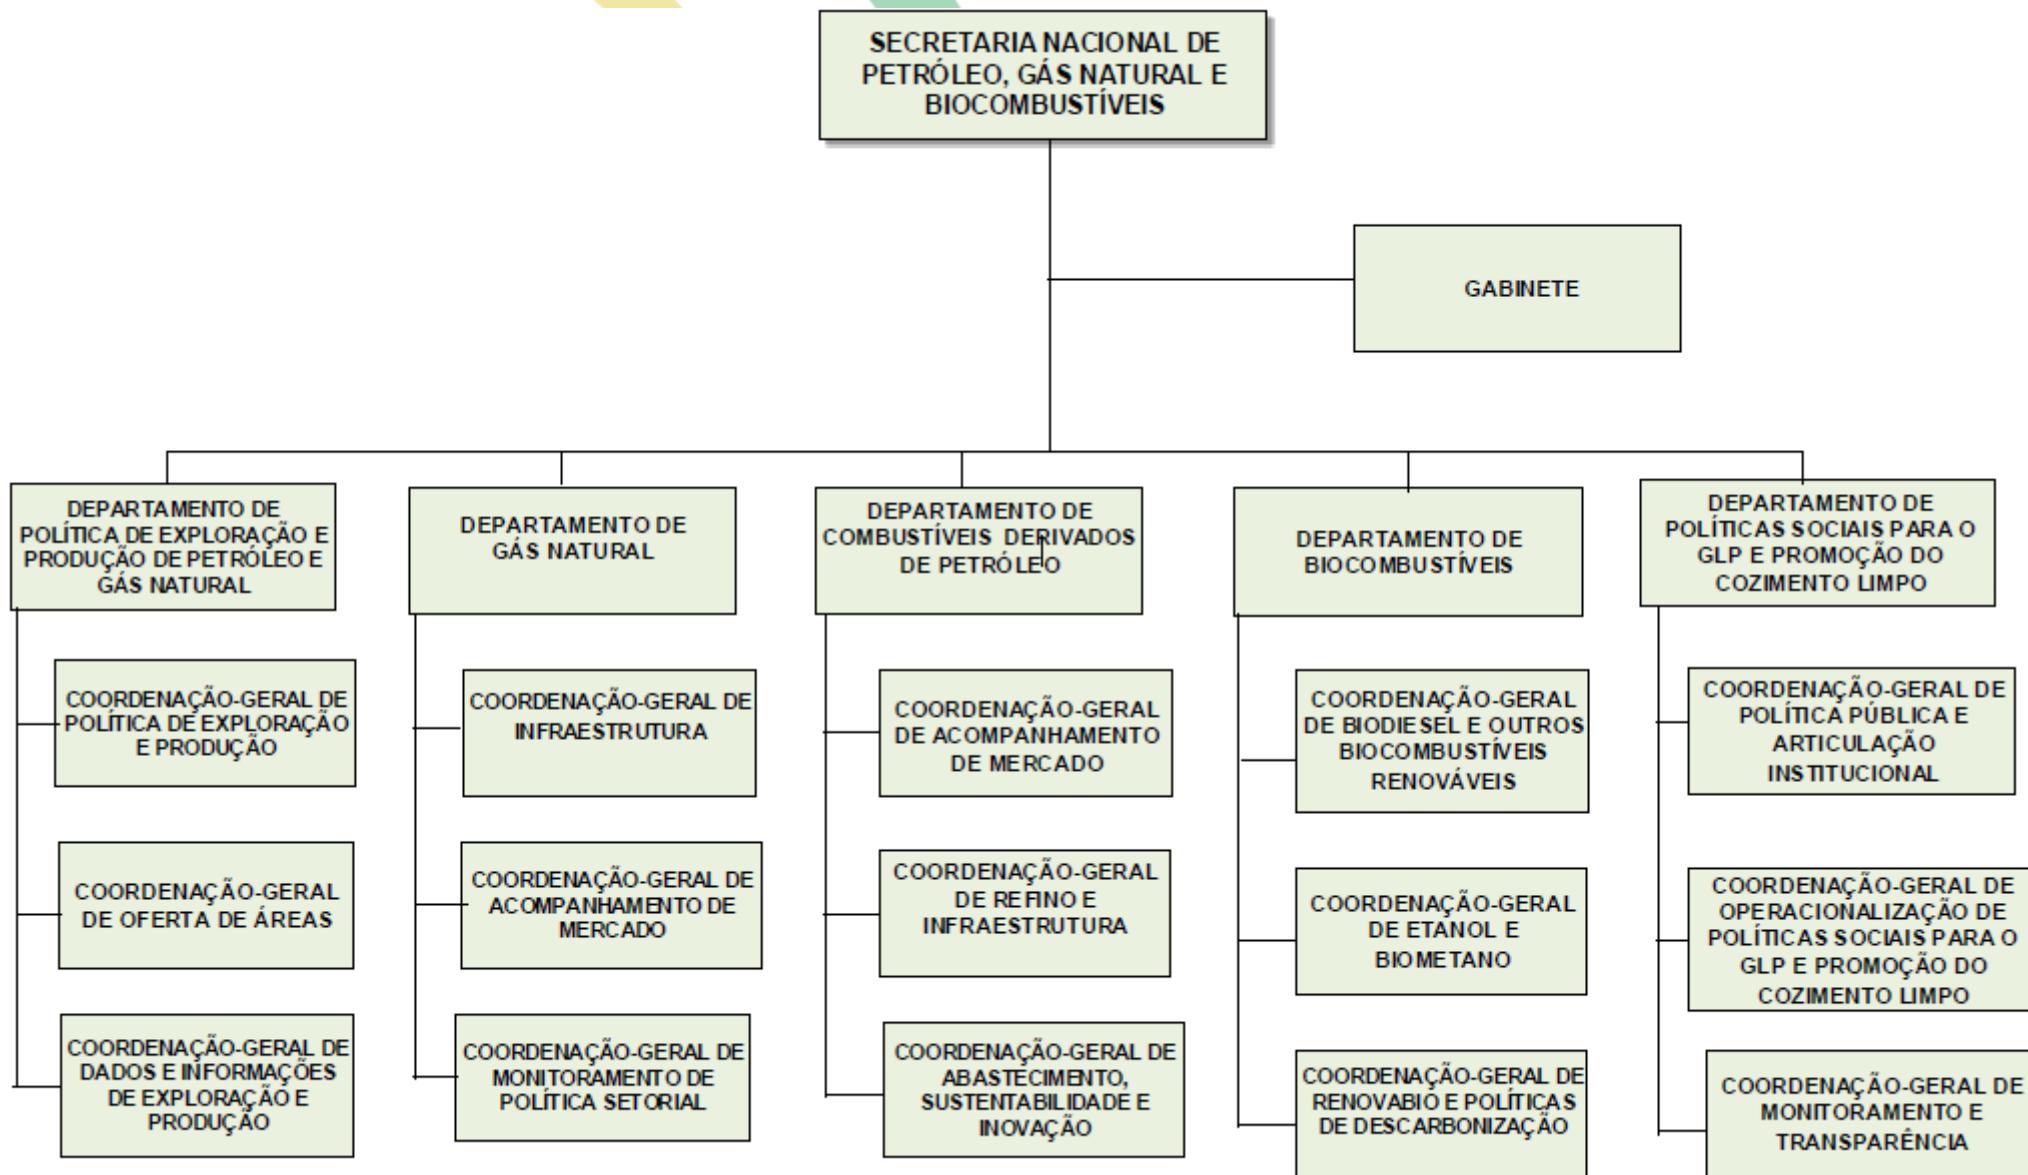 SECRETARIA NACIONAL DE
PETRÓLEO, GÁS NATURAL E
BIOCOMBUSTÍVEIS
GABINETE
DEPARTAMENTO DE
POLÍTICA DE EXPLORAÇÃO E
PRODUÇÃO DE PETRÓLEO E
GÁS NATURAL
COORDENAÇÃO-GERAL DE
POLÍTICA DE EXPLORAÇÃO
E PRODUÇÃO
COORDENAÇÃO-GERAL
DE OFERTA DE ÁREAS
COORDENAÇÃO-GERAL DE
DADOS E INFORMAÇÕES
DE EXPLORAÇÃO E
PRODUÇÃO
DEPARTAMENTO DE
GÁS NATURAL
COORDENAÇÃO-GERAL DE
INFRAESTRUTURA
COORDENAÇÃO-GERAL DE
ACOMPANHAMENTO DE
MERCADO
COORDENAÇÃO-GERAL DE
MONITORAMENTO DE
POLÍTICA SETORIAL
DEPARTAMENTO DE
COMBUSTÍVEIS DERIVADOS
DE PETRÓLEO
COORDENAÇÃO-GERAL
DE ACOMPANHAMENTO
DE MERCADO
COORDENAÇÃO-GERAL
DE REFINO E
INFRAESTRUTURA
COORDENAÇÃO-GERAL DE
ABASTECIMENTO,
SUSTENTABILIDADE E
INOVAÇÃO
DEPARTAMENTO DE
BIOCOMBUSTÍVEIS
COORDENAÇÃO-GERAL
DE BIODIESEL E OUTROS
BIOCOMBUSTÍVEIS
RENOVÁVEIS
COORDENAÇÃO-GERAL
DE ETANOL E
BIOMETANO
COORDENAÇÃO-GERAL DE
RENOVABIO E POLÍTICAS
DE DESCARBONIZAÇÃO
DEPARTAMENTO DE
POLÍTICAS SOCIAIS PARA O
GLP E PROMOÇÃO DO
COZIMENTO LIMPO
COORDENAÇÃO-GERAL DE
POLÍTICA PÚBLICA E
ARTICULAÇÃO
INSTITUCIONAL
COORDENAÇÃO-GERAL DE
OPERACIONALIZAÇÃO DE
POLÍTICAS SOCIAIS PARA O
GLP E PROMOÇÃO DO
COZIMENTO LIMPO
COORDENAÇÃO-GERAL DE
MONITORAMENTO E
TRANSPARÊNCIA